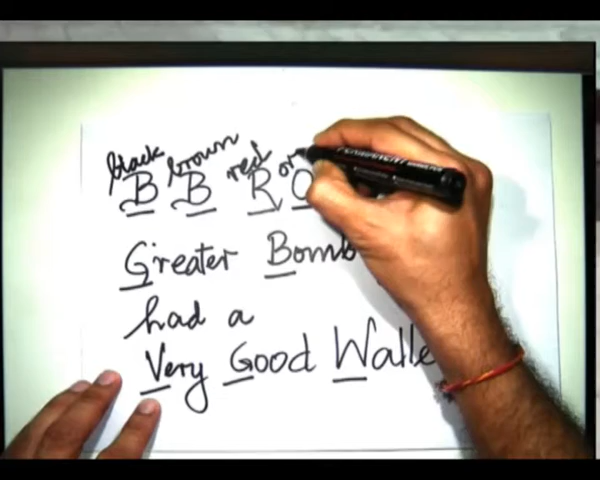 black brown red or
B B R O
Greater Bomb
had a
Very Good Walle